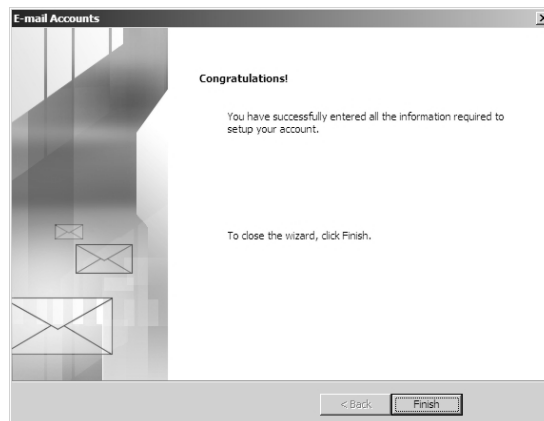 E-mail Accounts
Congratulations!
You have successfully entered all the information required to
setup your account.
To close the wizard, click Finish.
< Back
Finish